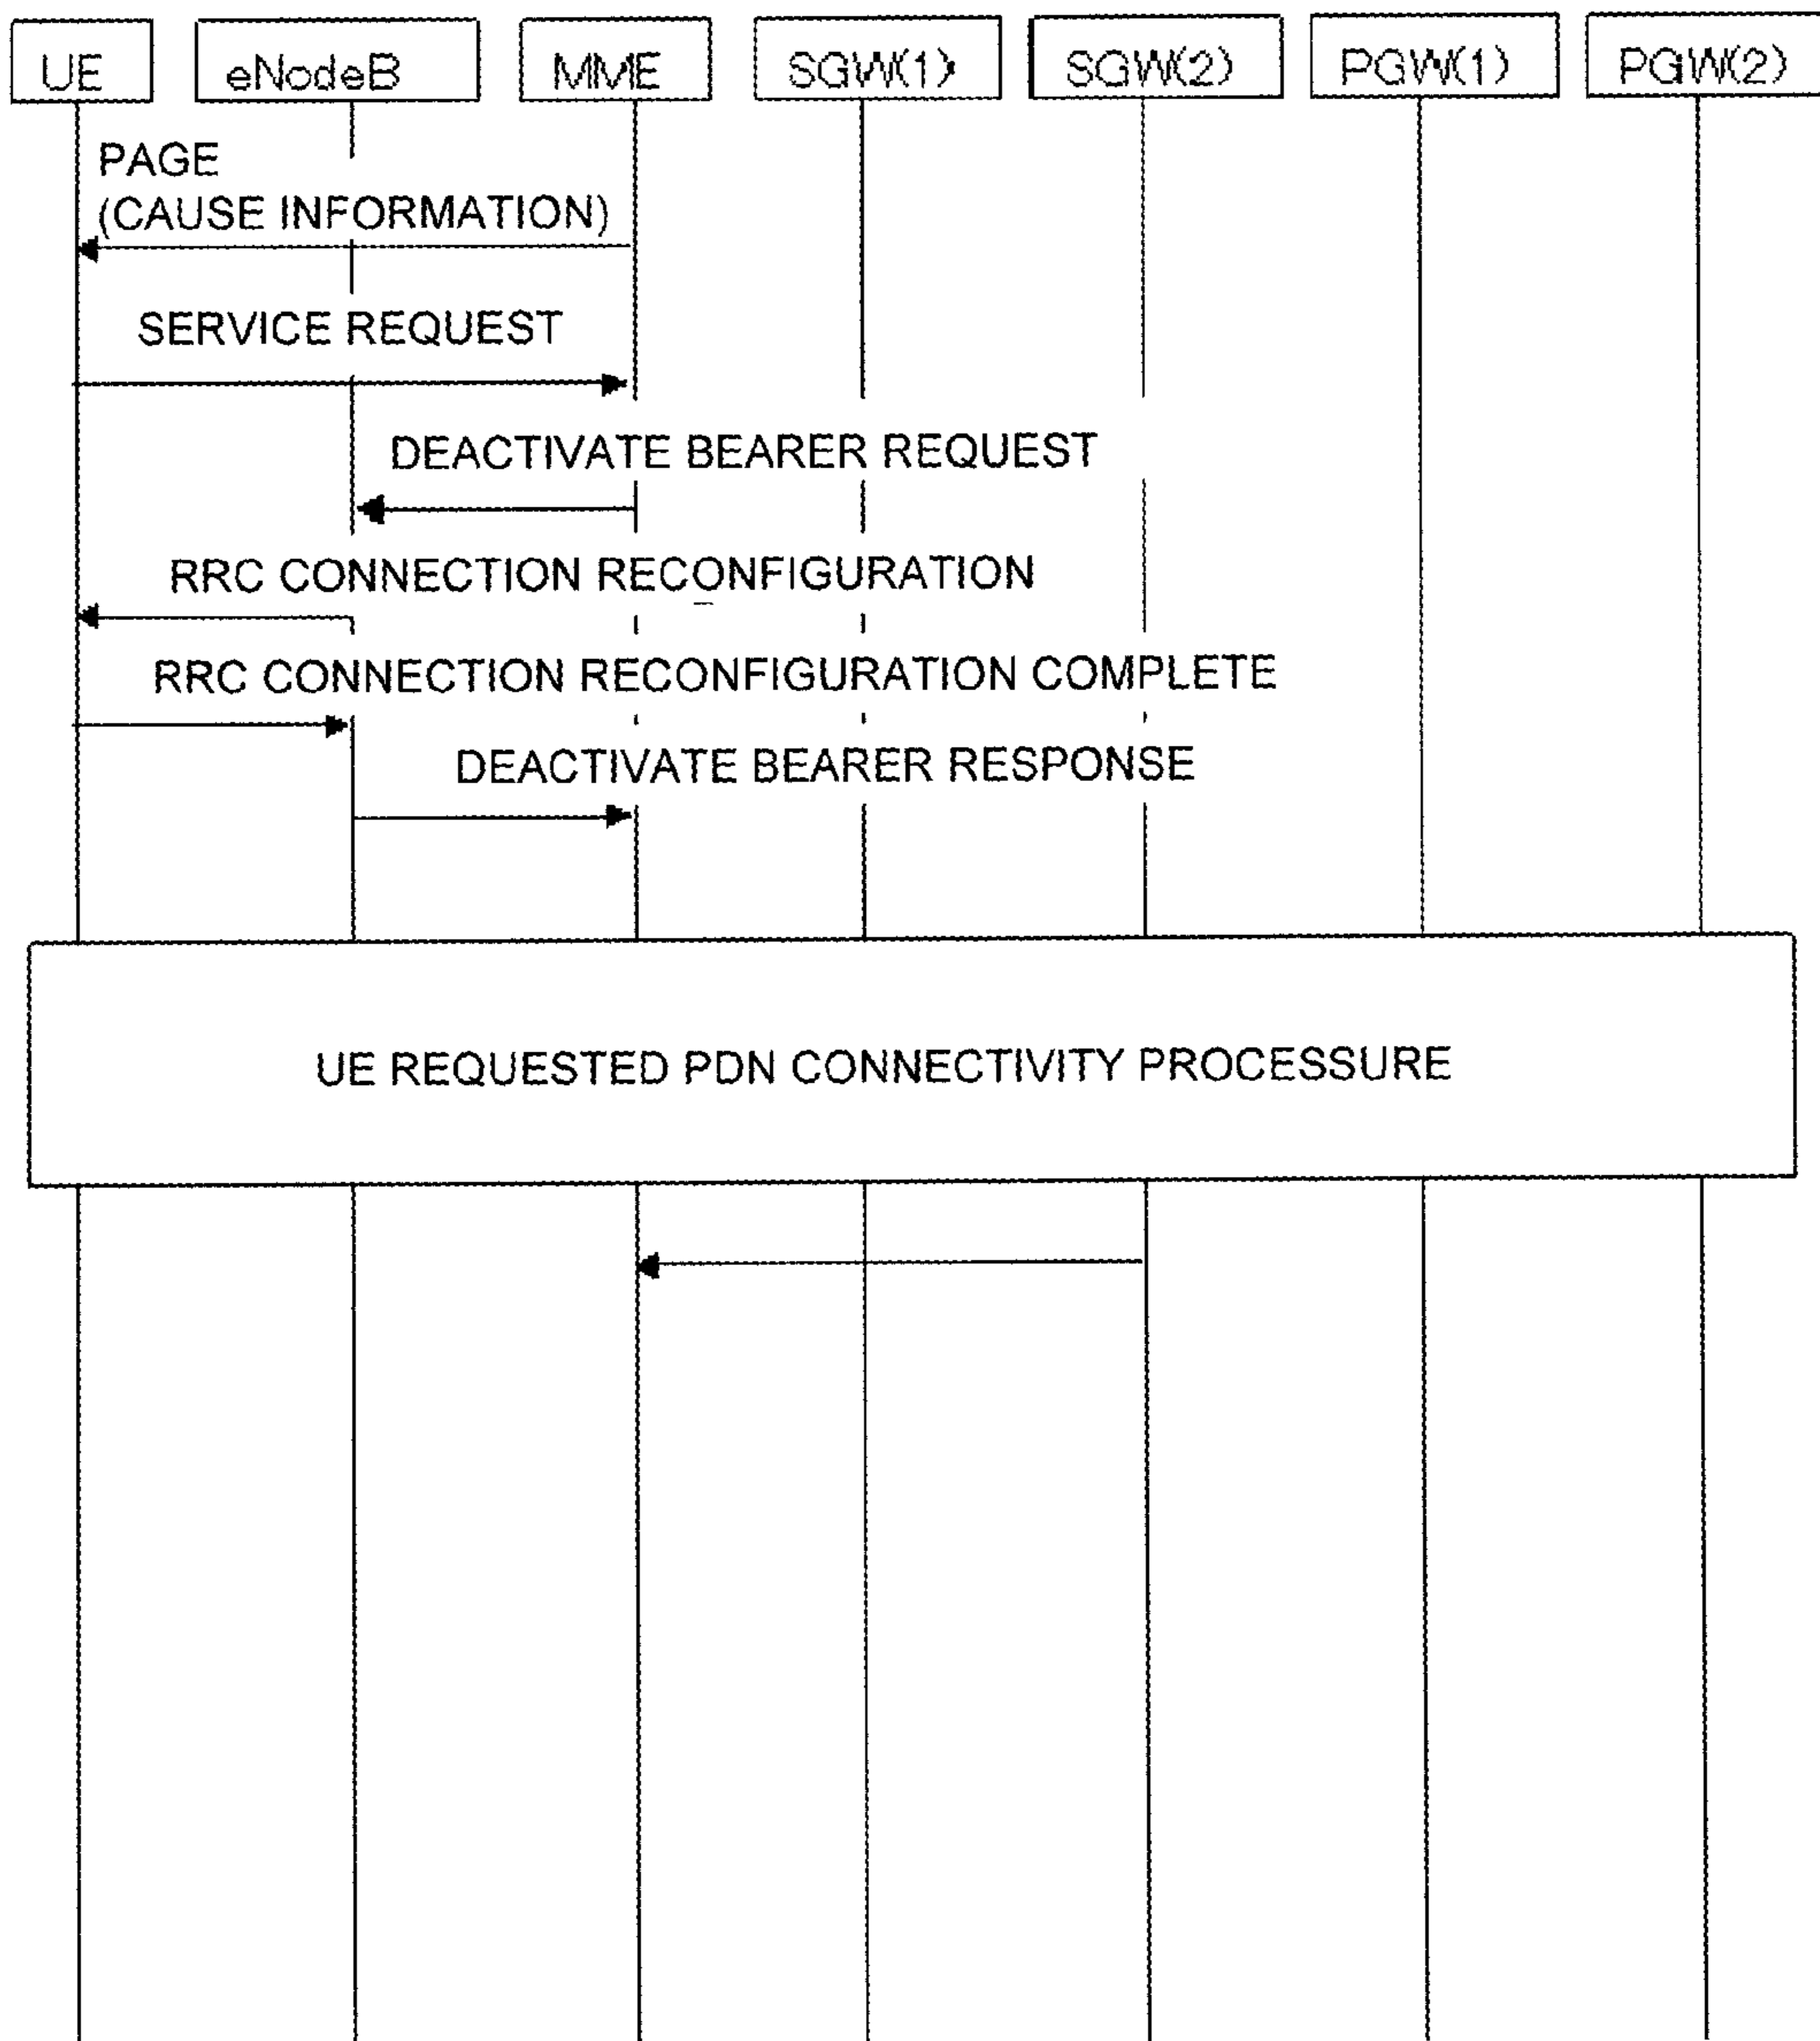 UE
eNodeB
MME
SGW(1)
SGW(2)
PGW(1)
PGW(2)
PAGE
(CAUSE INFORMATION)
SERVICE REQUEST
DEACTIVATE BEARER REQUEST
RRC CONNECTION RECONFIGURATION
RRC CONNECTION RECONFIGURATION COMPLETE
DEACTIVATE BEARER RESPONSE
UE REQUESTED PDN CONNECTIVITY PROCESSURE